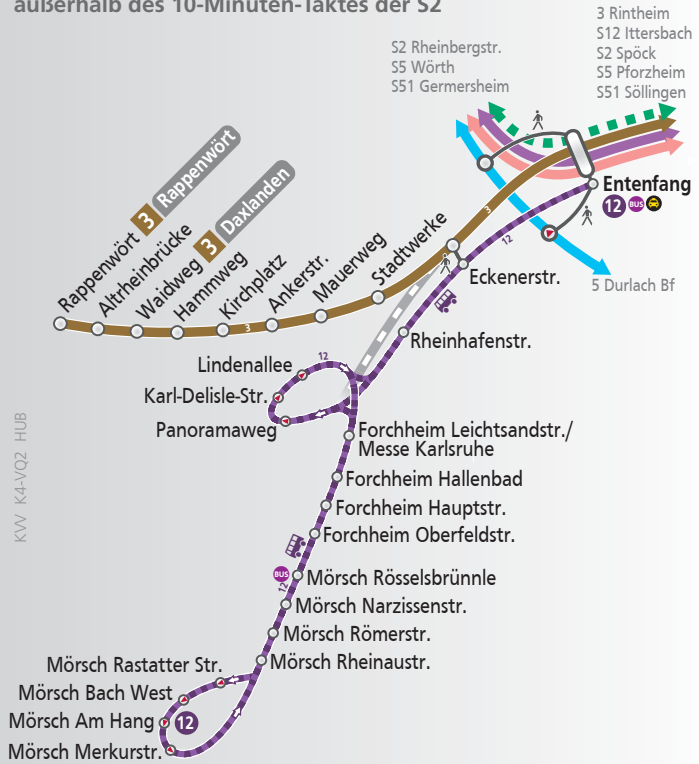 außerhalb des 10-Minuten-Taktes der S2
3 Rintheim
S12 Ittersbach
S2 Spöck
S5 Pforzheim
S51 Söllingen
S2 Rheinbergstr.
S5 Wörth
S51 Germersheim
Entenfang
12 BUS
5 Durlach Bf
3 Rappenwört
3 Daxlanden
Rappenwört
Altrheinbrücke
Waidweg
Hammweg
Kirchplatz
Ankerstr.
Mauerweg
Stadtwerke
3
3
12
Eckenerstr.
Rheinhafenstr.
12
Lindenallee
Karl-Delisle-Str.
Panoramaweg
Forchheim Leichtsandstr./
Messe Karlsruhe
Forchheim Hallenbad
Forchheim Hauptstr.
Forchheim Oberfeldstr.
BUS
12
Mörsch Rösselsbrünnle
Mörsch Narzissenstr.
Mörsch Römerstr.
Mörsch Rheinaustr.
Mörsch Rastatter Str.
Mörsch Bach West
Mörsch Am Hang
12
Mörsch Merkurstr.
KVV K4-VQ2 HUB